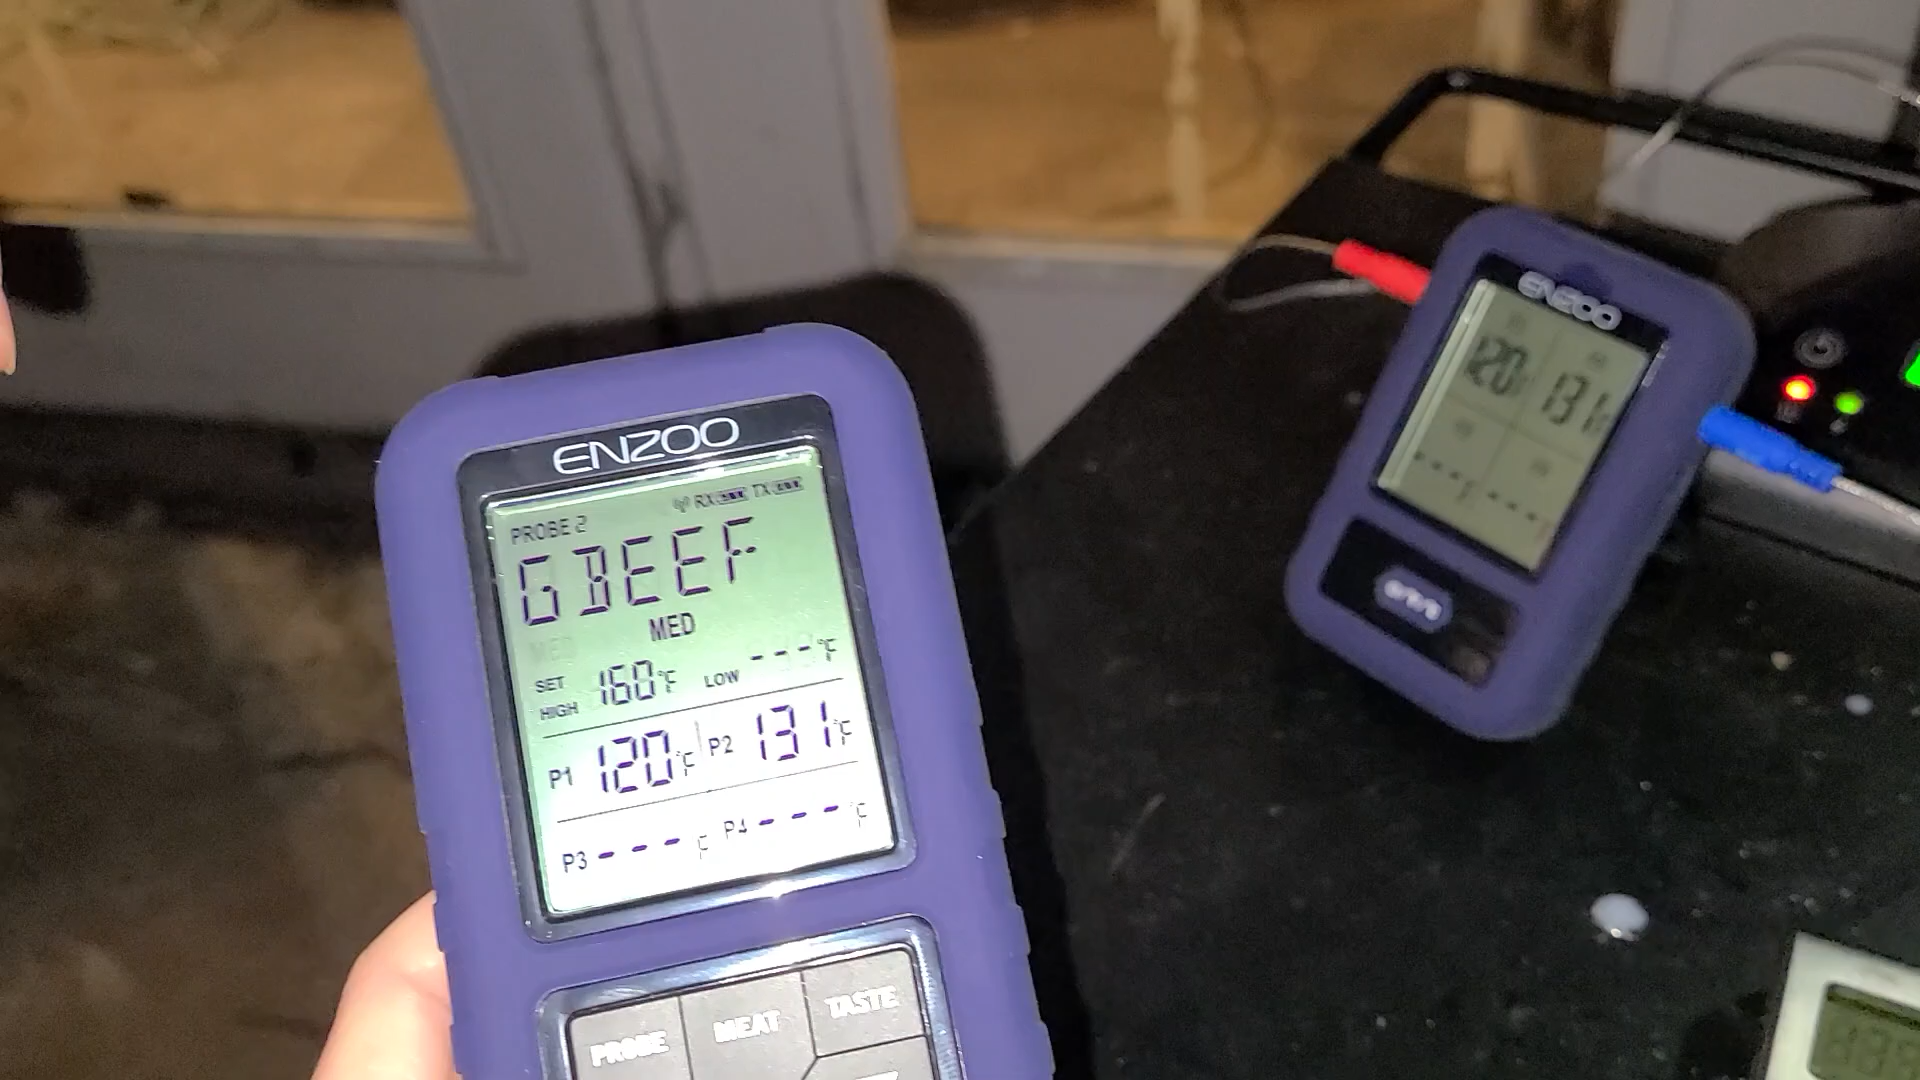 ENZOO
RX TX
PROBE 2
GBEEF
MED
SET HIGH 160°F LOW ---°F
P1 120°F P2 131°F
P3 ---°F P4 ---°F
PROBE MEAT TASTE
ENZOO
120°F 131°F